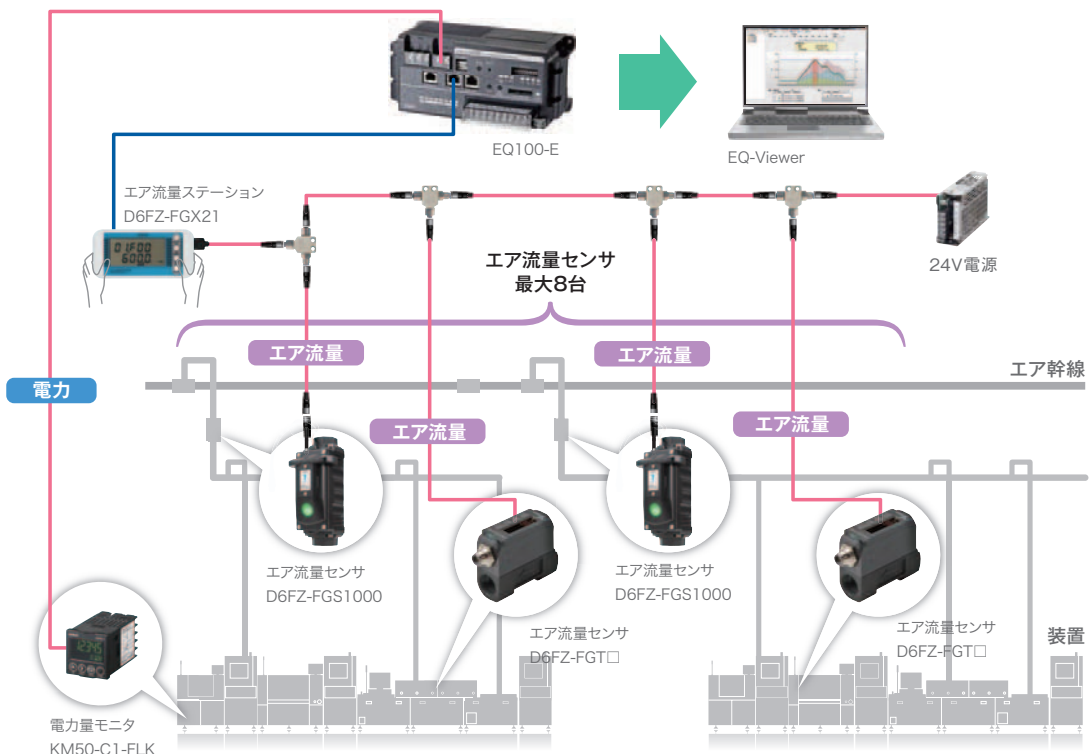 EQ100-E
EQ-Viewer
エア流量ステーション
D6FZ-FGX21
01F00
600.0
24V電源
エア流量センサ
最大8台
エア流量
エア流量
エア幹線
電力
エア流量
エア流量
エア流量センサ
D6FZ-FGS1000
エア流量センサ
D6FZ-FGS1000
エア流量センサ
D6FZ-FGT□
エア流量センサ
D6FZ-FGT□
装置
12345
電力量モニタ
KM50-C1-FLK